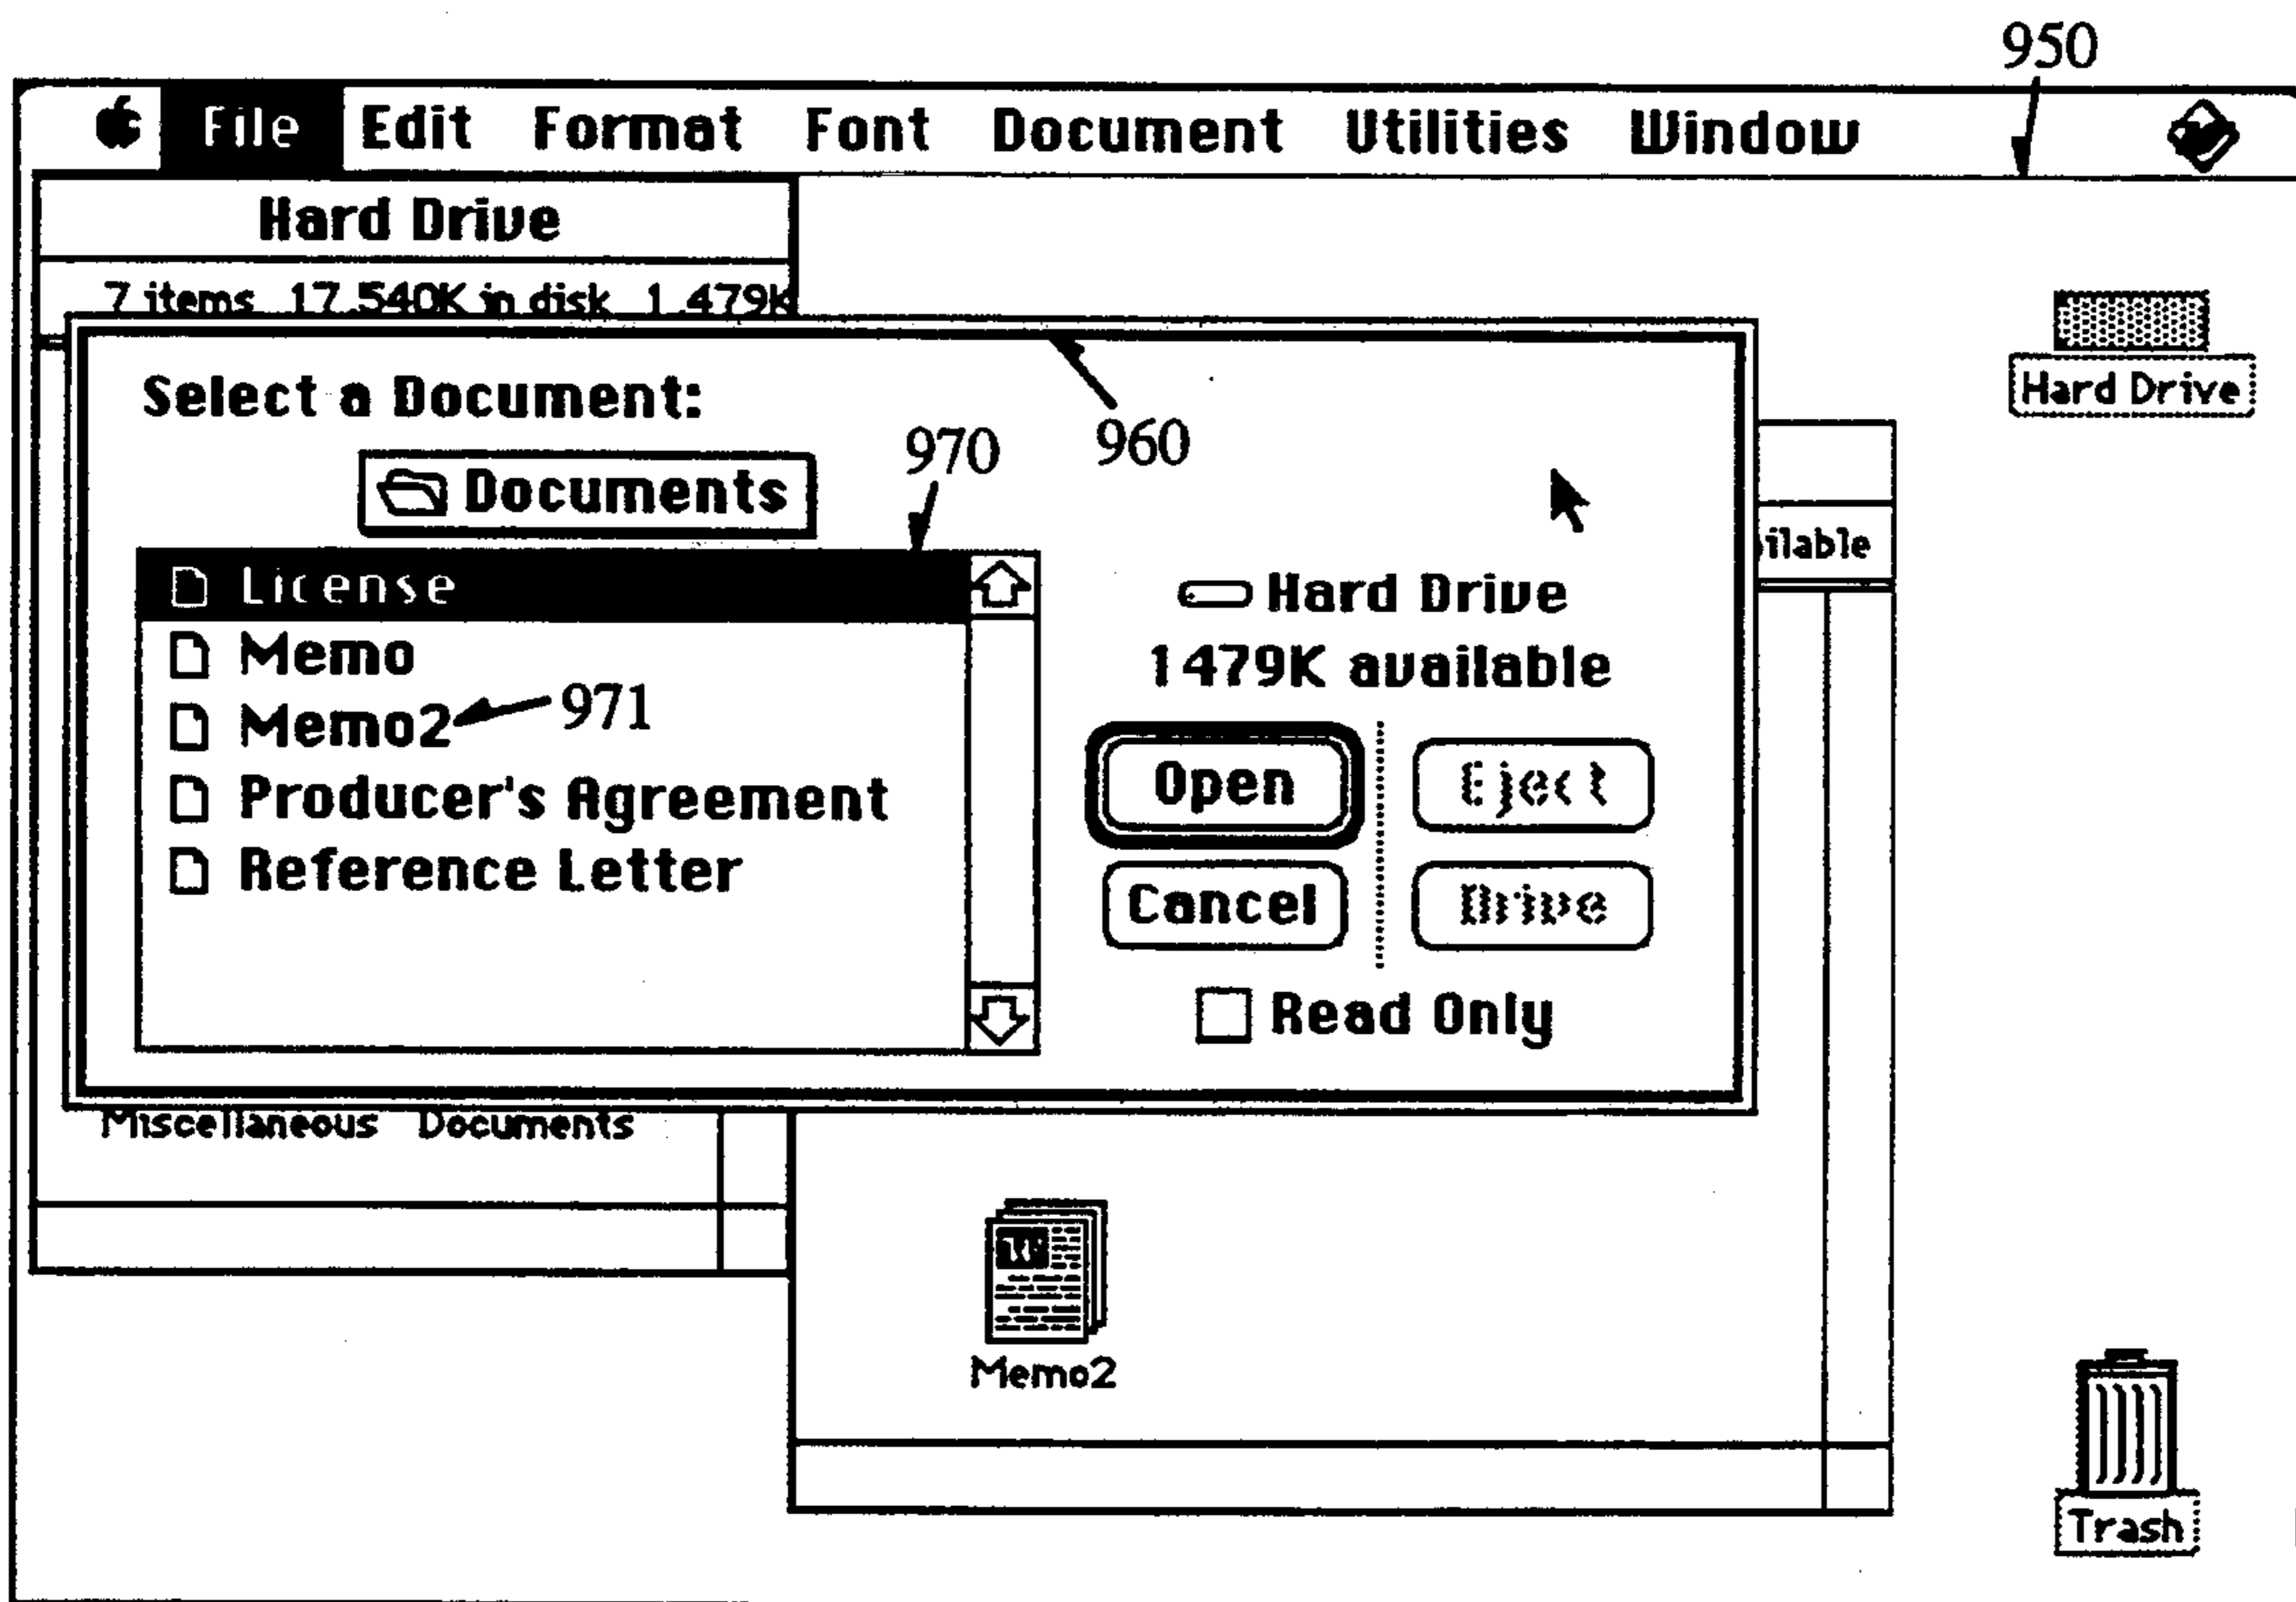 950
File Edit Format Font Document Utilities Window
Hard Drive
7 items 17,540K in disk 1,479K
Hard Drive
Select a Document:
960
970
Documents
ilable
License
Memo
Memo2
971
Producer's Agreement
Reference Letter
Hard Drive
1479K available
Open
Eject
Cancel
Drive
Read Only
Miscellaneous Documents
Memo2
Trash